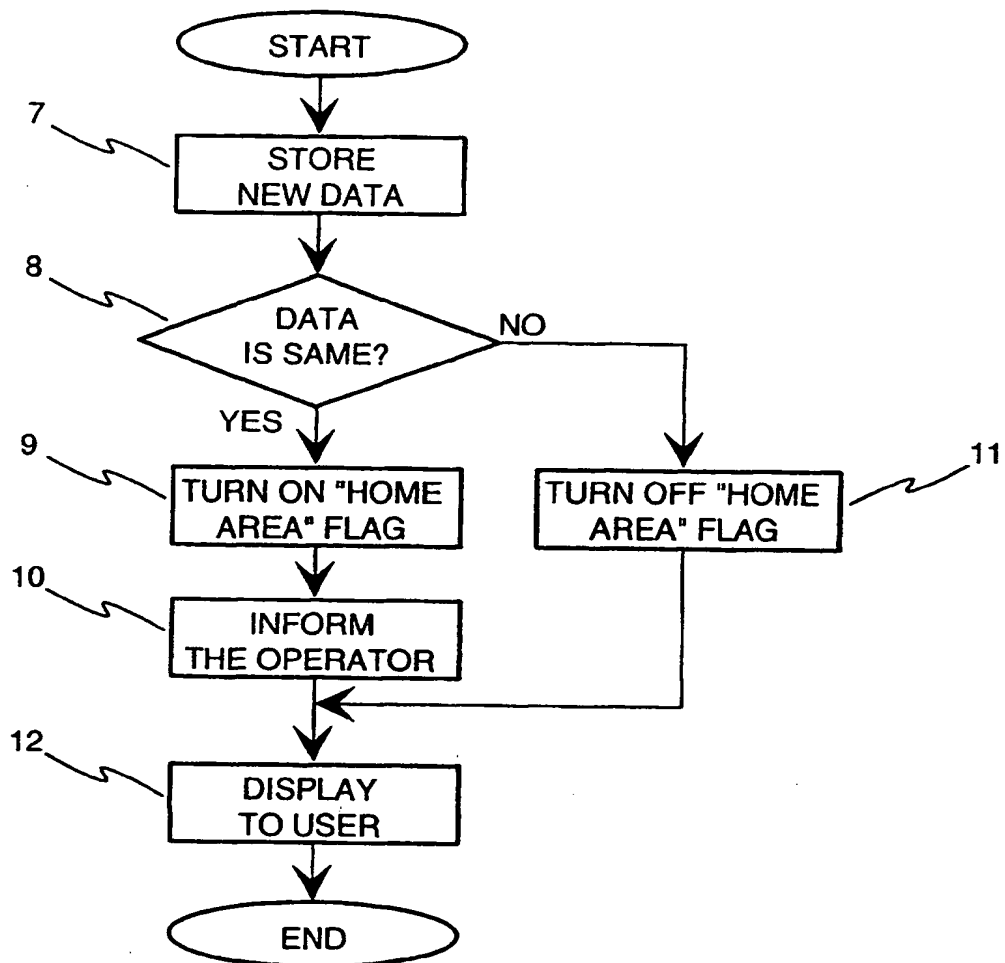 START
7
STORE
NEW DATA
8
DATA
IS SAME?
NO
YES
9
TURN ON "HOME
AREA" FLAG
11
TURN OFF "HOME
AREA" FLAG
10
INFORM
THE OPERATOR
12
DISPLAY
TO USER
END